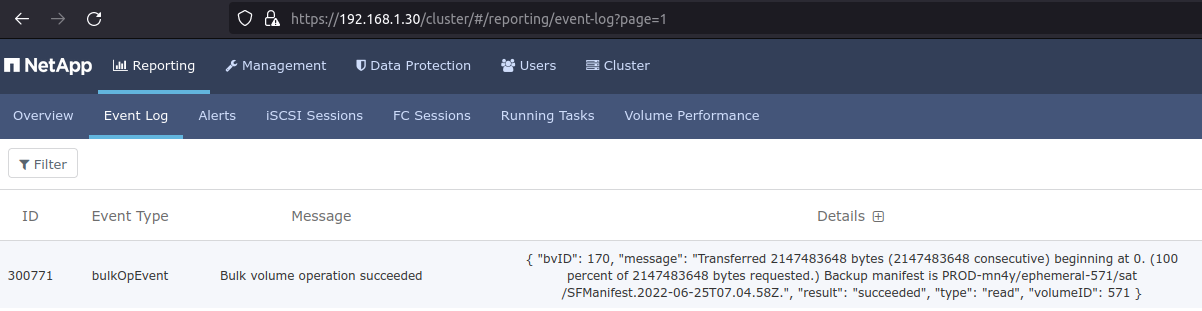 https://192.168.1.30/cluster/#/reporting/event-log?page=1
NetApp Reporting Management Data Protection Users Cluster
Overview Event Log Alerts iSCSI Sessions FC Sessions Running Tasks Volume Performance
Filter
ID Event Type Message Details
{ "bvID": 170, "message": "Transferred 2147483648 bytes (2147483648 consecutive) beginning at 0. (100
300771 bulkOpEvent Bulk volume operation succeeded percent of 2147483648 bytes requested.) Backup manifest is PROD-mn4y/ephemeral-571/sat
/SFManifest.2022-06-25T07.04.58Z.", "result": "succeeded", "type": "read", "volumeID": 571 }